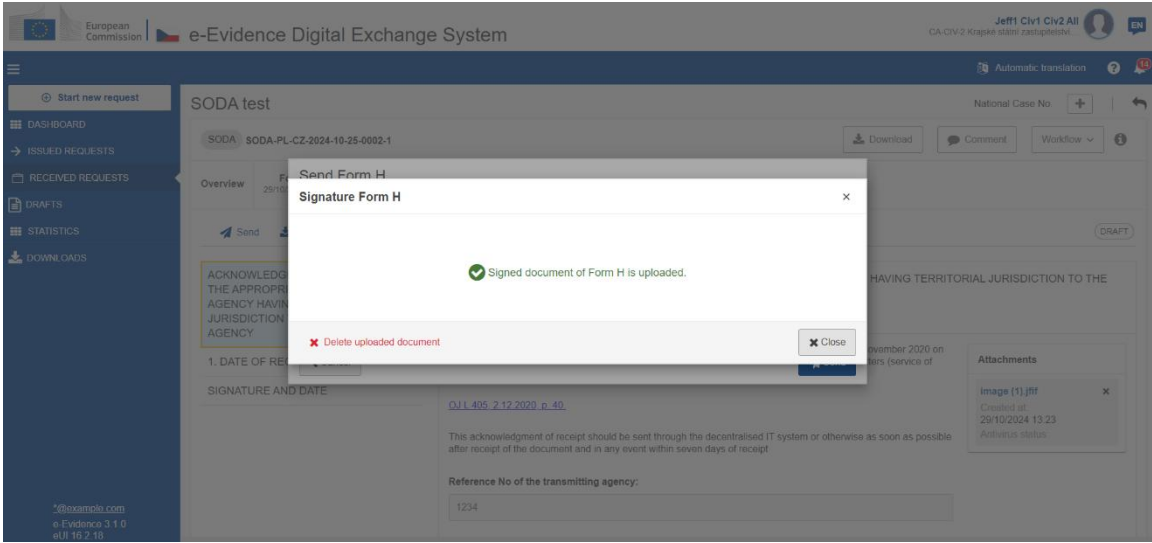 European
Commission
e-Evidence Digital Exchange System
Jeff1 Civ1 Civ2 All
CA-CIV-2 Krajské státní zastupitelství...
EN
Automatic translation
14
Start new request
DASHBOARD
ISSUED REQUESTS
RECEIVED REQUESTS
DRAFTS
STATISTICS
DOWNLOADS
*@example.com
e-Evidence 3.1.0
eUI 16.2.18
SODA test
National Case No.
SODA SODA-PL-CZ-2024-10-25-0002-1
Download
Comment
Workflow
Overview
29/10
Send
DRAFT
Send Form H
Signature Form H
Signed document of Form H is uploaded.
Delete uploaded document
Close
ACKNOWLEDG
THE APPROPRI
AGENCY HAVIN
JURISDICTION
AGENCY
1. DATE OF REC
SIGNATURE AND DATE
HAVING TERRITORIAL JURISDICTION TO THE
ovember 2020 on
ters (service of
OJ L 405, 2.12.2020, p. 40.
This acknowledgment of receipt should be sent through the decentralised IT system or otherwise as soon as possible
after receipt of the document and in any event within seven days of receipt
Reference No of the transmitting agency:
1234
Attachments
image (1).jfif
Created at:
29/10/2024 13:23
Antivirus status: